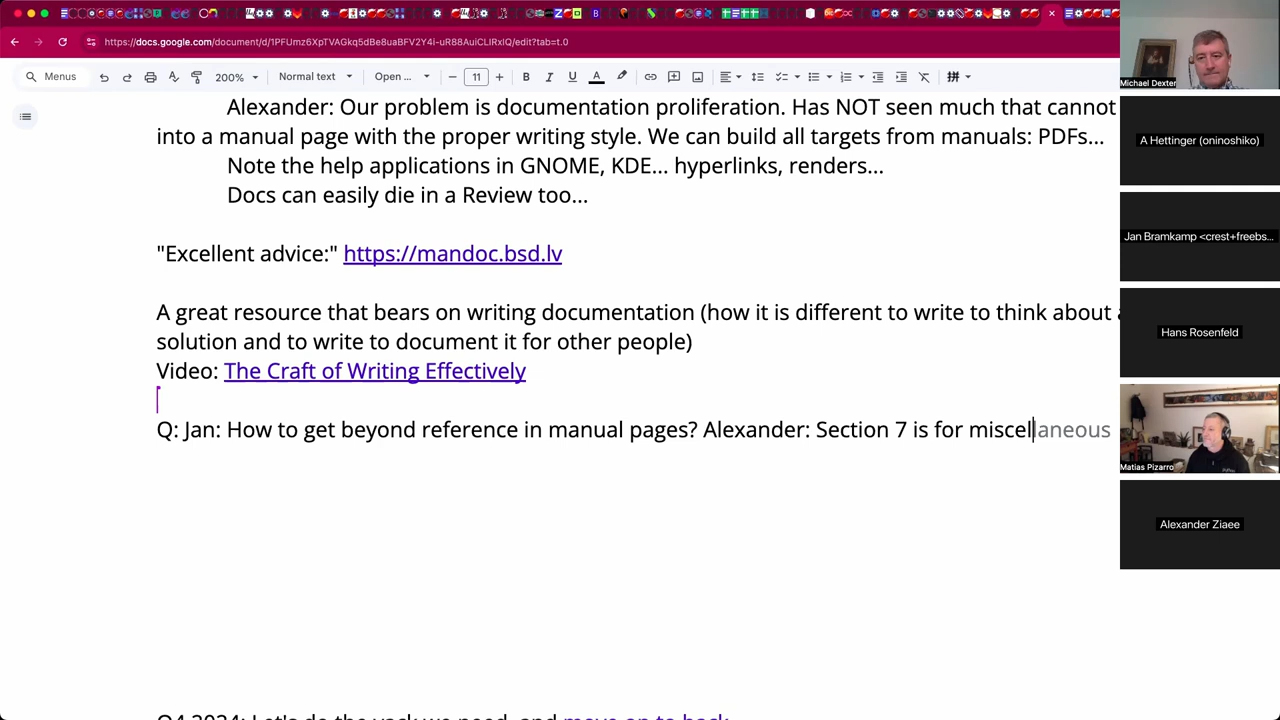 https://docs.google.com/document/d/1PFUmz6XpTVAGkq5dBe8uaBFV2Y4i-uR88AuiCLIRxIQ/edit?tab=t.0
Menus 200% Normal text Open ... 11
Alexander: Our problem is documentation proliferation. Has NOT seen much that cannot
into a manual page with the proper writing style. We can build all targets from manuals: PDFs...
Note the help applications in GNOME, KDE... hyperlinks, renders...
Docs can easily die in a Review too...
"Excellent advice:" https://mandoc.bsd.lv
A great resource that bears on writing documentation (how it is different to write to think about
solution and to write to document it for other people)
Video: The Craft of Writing Effectively
Q: Jan: How to get beyond reference in manual pages? Alexander: Section 7 is for miscellaneous
Michael Dexter
A Hettinger (oninoshiko)
Jan Bramkamp <crest+freebs...
Hans Rosenfeld
Matias Pizarro
Alexander Ziaee